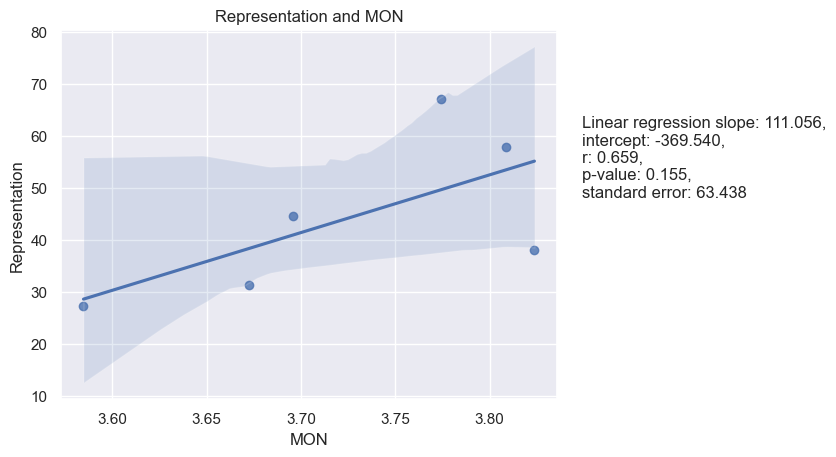 Representation and MON
80
70
60
50
40
30
20
10
Representation
3.60 3.65 3.70 3.75 3.80
MON
Linear regression slope: 111.056,
intercept: -369.540,
r: 0.659,
p-value: 0.155,
standard error: 63.438